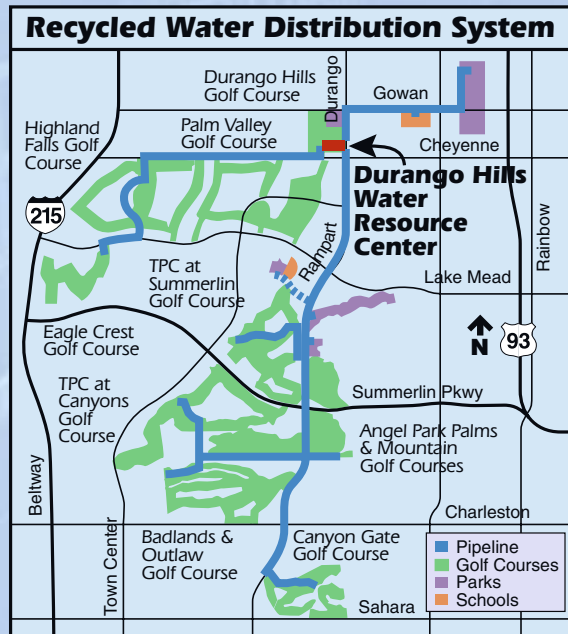 Recycled Water Distribution System
Durango Hills
Golf Course
Durango
Gowan
Highland
Falls Golf
Course
Palm Valley
Golf Course
Cheyenne
Durango Hills
Water
Resource
Center
215
Rampart
Rainbow
TPC at
Summerlin
Golf Course
Lake Mead
Eagle Crest
Golf Course
N
93
TPC at
Canyons
Golf
Course
Summerlin Pkwy
Angel Park Palms
& Mountain
Golf Courses
Beltway
Town Center
Charleston
Badlands &
Outlaw
Golf Course
Canyon Gate
Golf Course
Sahara
Pipeline
Golf Courses
Parks
Schools